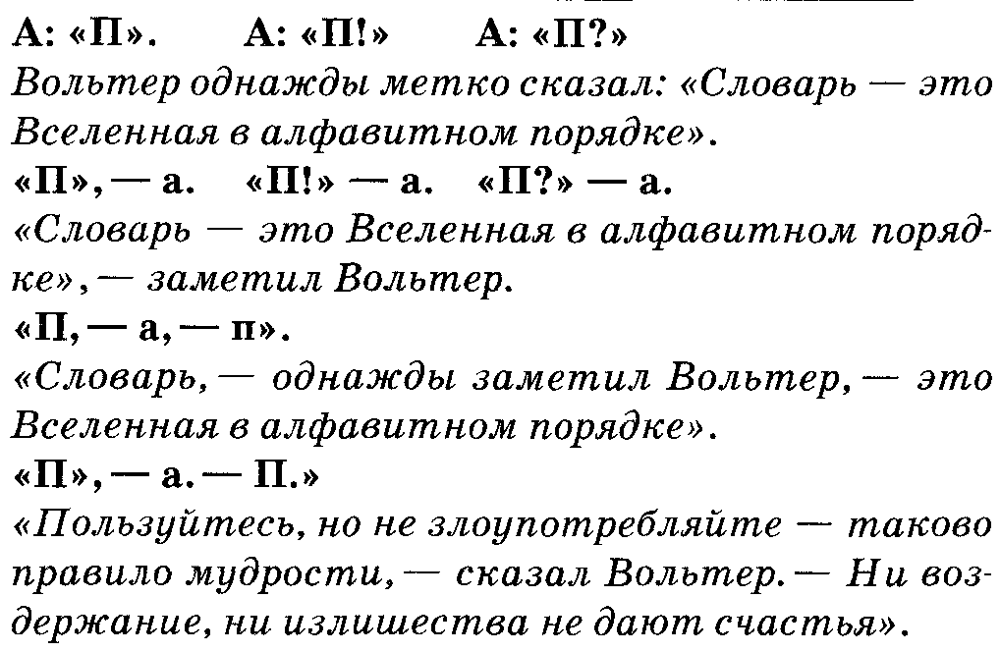 А: «П». А: «П!» А: «П?»
Вольтер однажды метко сказал: «Словарь — это
Вселенная в алфавитном порядке».
«П», — а. «П!» — а. «П?» — а.
«Словарь — это Вселенная в алфавитном поряд-
ке», — заметил Вольтер.
«П, — а, — п».
«Словарь, — однажды заметил Вольтер, — это
Вселенная в алфавитном порядке».
«П», — а. — П.»
«Пользуйтесь, но не злоупотребляйте — таково
правило мудрости, — сказал Вольтер. — Ни воз-
держание, ни излишества не дают счастья».